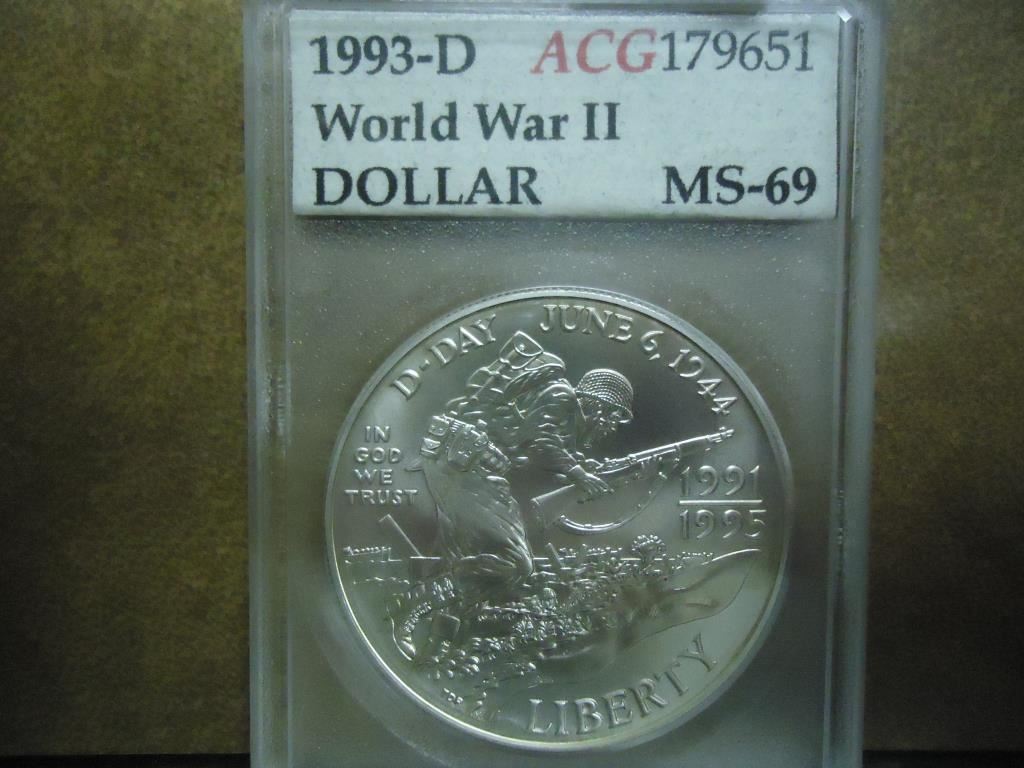 1993-D ACG179651
World War II
DOLLAR MS-69
D-DAY JUNE 6, 1944
IN
GOD
WE
TRUST
1991
1995
LIBERTY